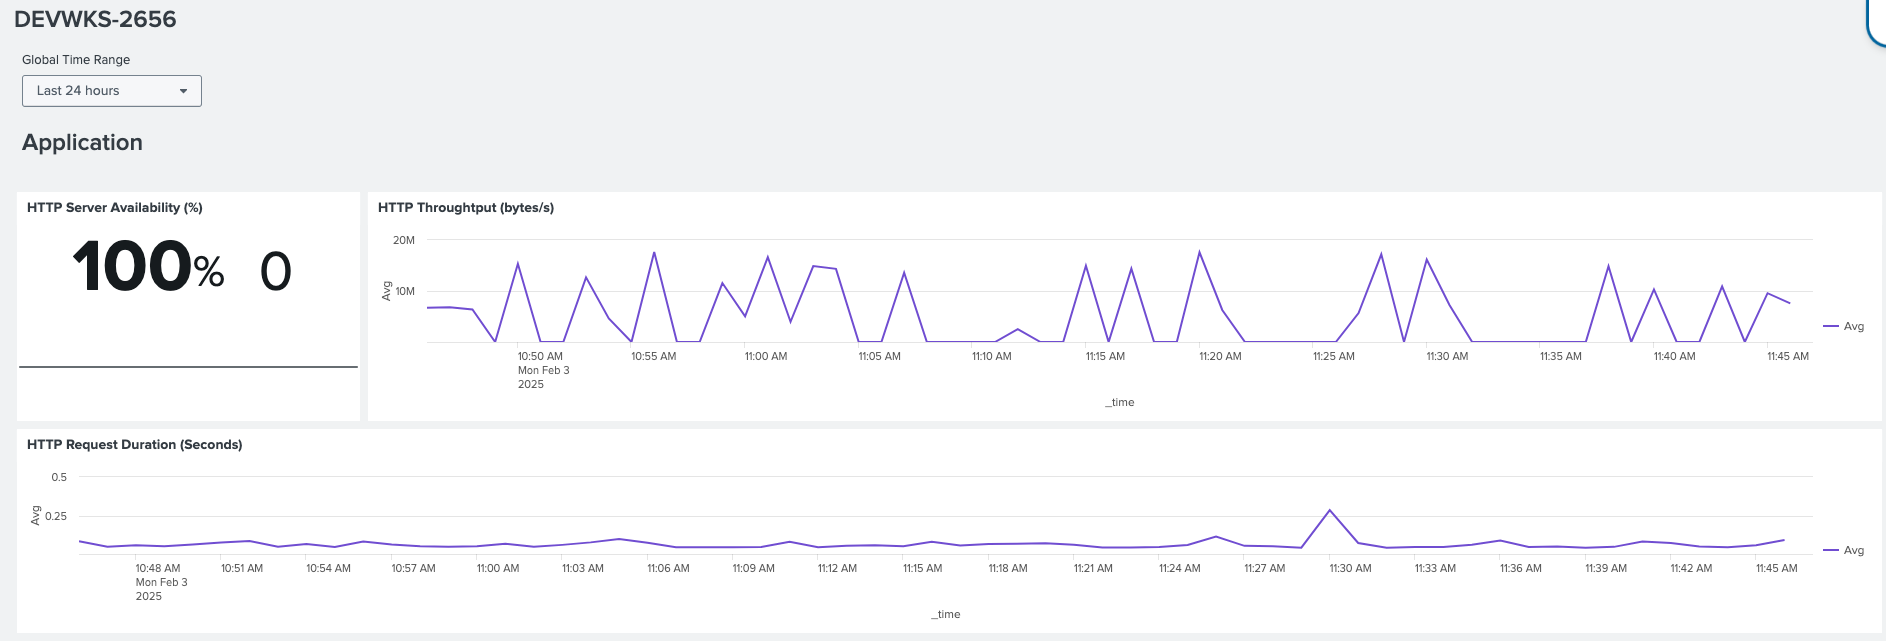 DEVWKS-2656
Global Time Range
Last 24 hours
Application
HTTP Server Availability (%)
100% 0
HTTP Throughtput (bytes/s)
20M
10M
Avg
10:50 AM 10:55 AM 11:00 AM 11:05 AM 11:10 AM 11:15 AM 11:20 AM 11:25 AM 11:30 AM 11:35 AM 11:40 AM 11:45 AM
Mon Feb 3
2025
_time
Avg
HTTP Request Duration (Seconds)
0.5
0.25
Avg
10:48 AM 10:51 AM 10:54 AM 10:57 AM 11:00 AM 11:03 AM 11:06 AM 11:09 AM 11:12 AM 11:15 AM 11:18 AM 11:21 AM 11:24 AM 11:27 AM 11:30 AM 11:33 AM 11:36 AM 11:39 AM 11:42 AM 11:45 AM
Mon Feb 3
2025
_time
Avg